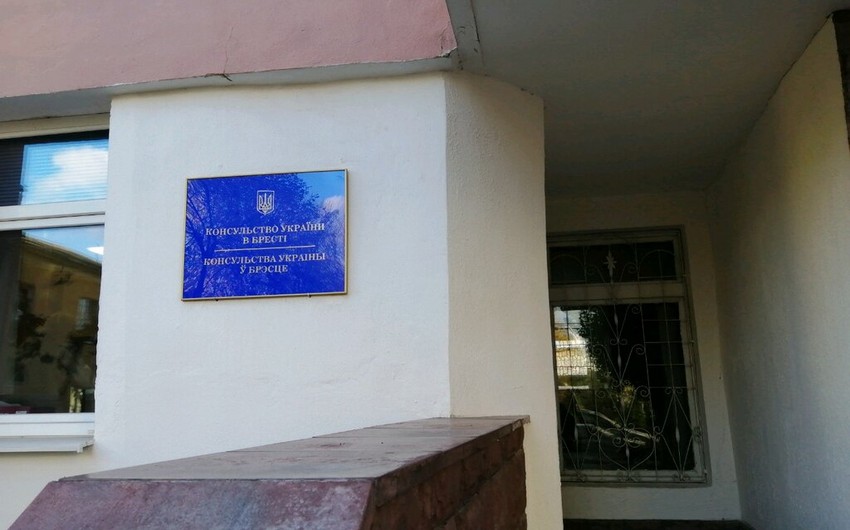 КОНСУЛЬСТВО УКРАЇНИ
В БРЕСТІ
КОНСУЛЬСТВА УКРАІНЫ
Ў БРЭСЦЕ